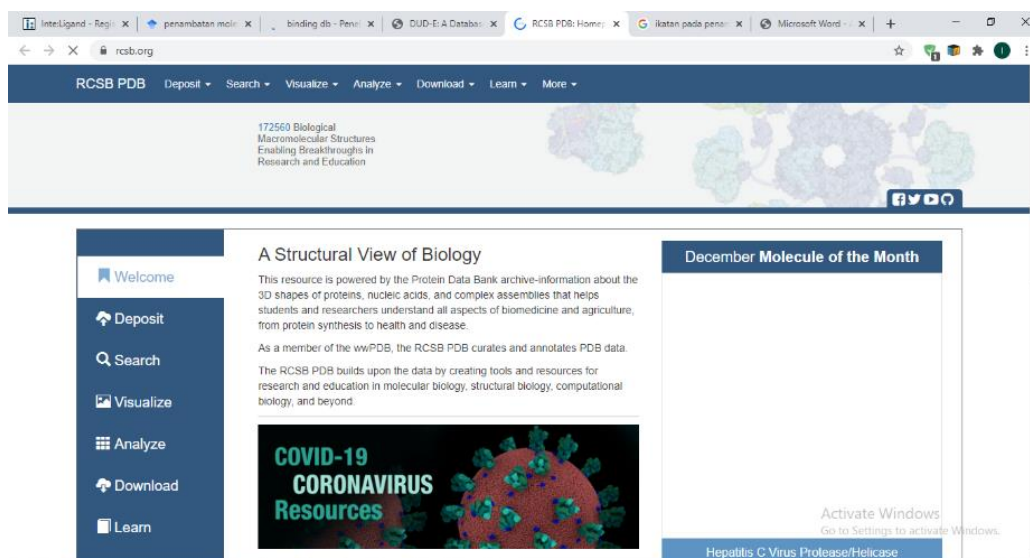 InteLigand - Regis
penambatan mole
binding db - Penel
DUD-E: A Databas
RCSB PDB: Homep
ikatan pada penam
Microsoft Word -
rcsb.org
RCSB PDB Deposit Search Visualize Analyze Download Learn More
172560 Biological
Macromolecular Structures
Enabling Breakthroughs in
Research and Education
Welcome
Deposit
Search
Visualize
Analyze
Download
Learn
A Structural View of Biology
This resource is powered by the Protein Data Bank archive-information about the
3D shapes of proteins, nucleic acids, and complex assemblies that helps
students and researchers understand all aspects of biomedicine and agriculture,
from protein synthesis to health and disease.
As a member of the wwPDB, the RCSB PDB curates and annotates PDB data.
The RCSB PDB builds upon the data by creating tools and resources for
research and education in molecular biology, structural biology, computational
biology, and beyond.
COVID-19
CORONAVIRUS
Resources
December Molecule of the Month
Hepatitis C Virus Protease/Helicase
Activate Windows
Go to Settings to activate Windows.